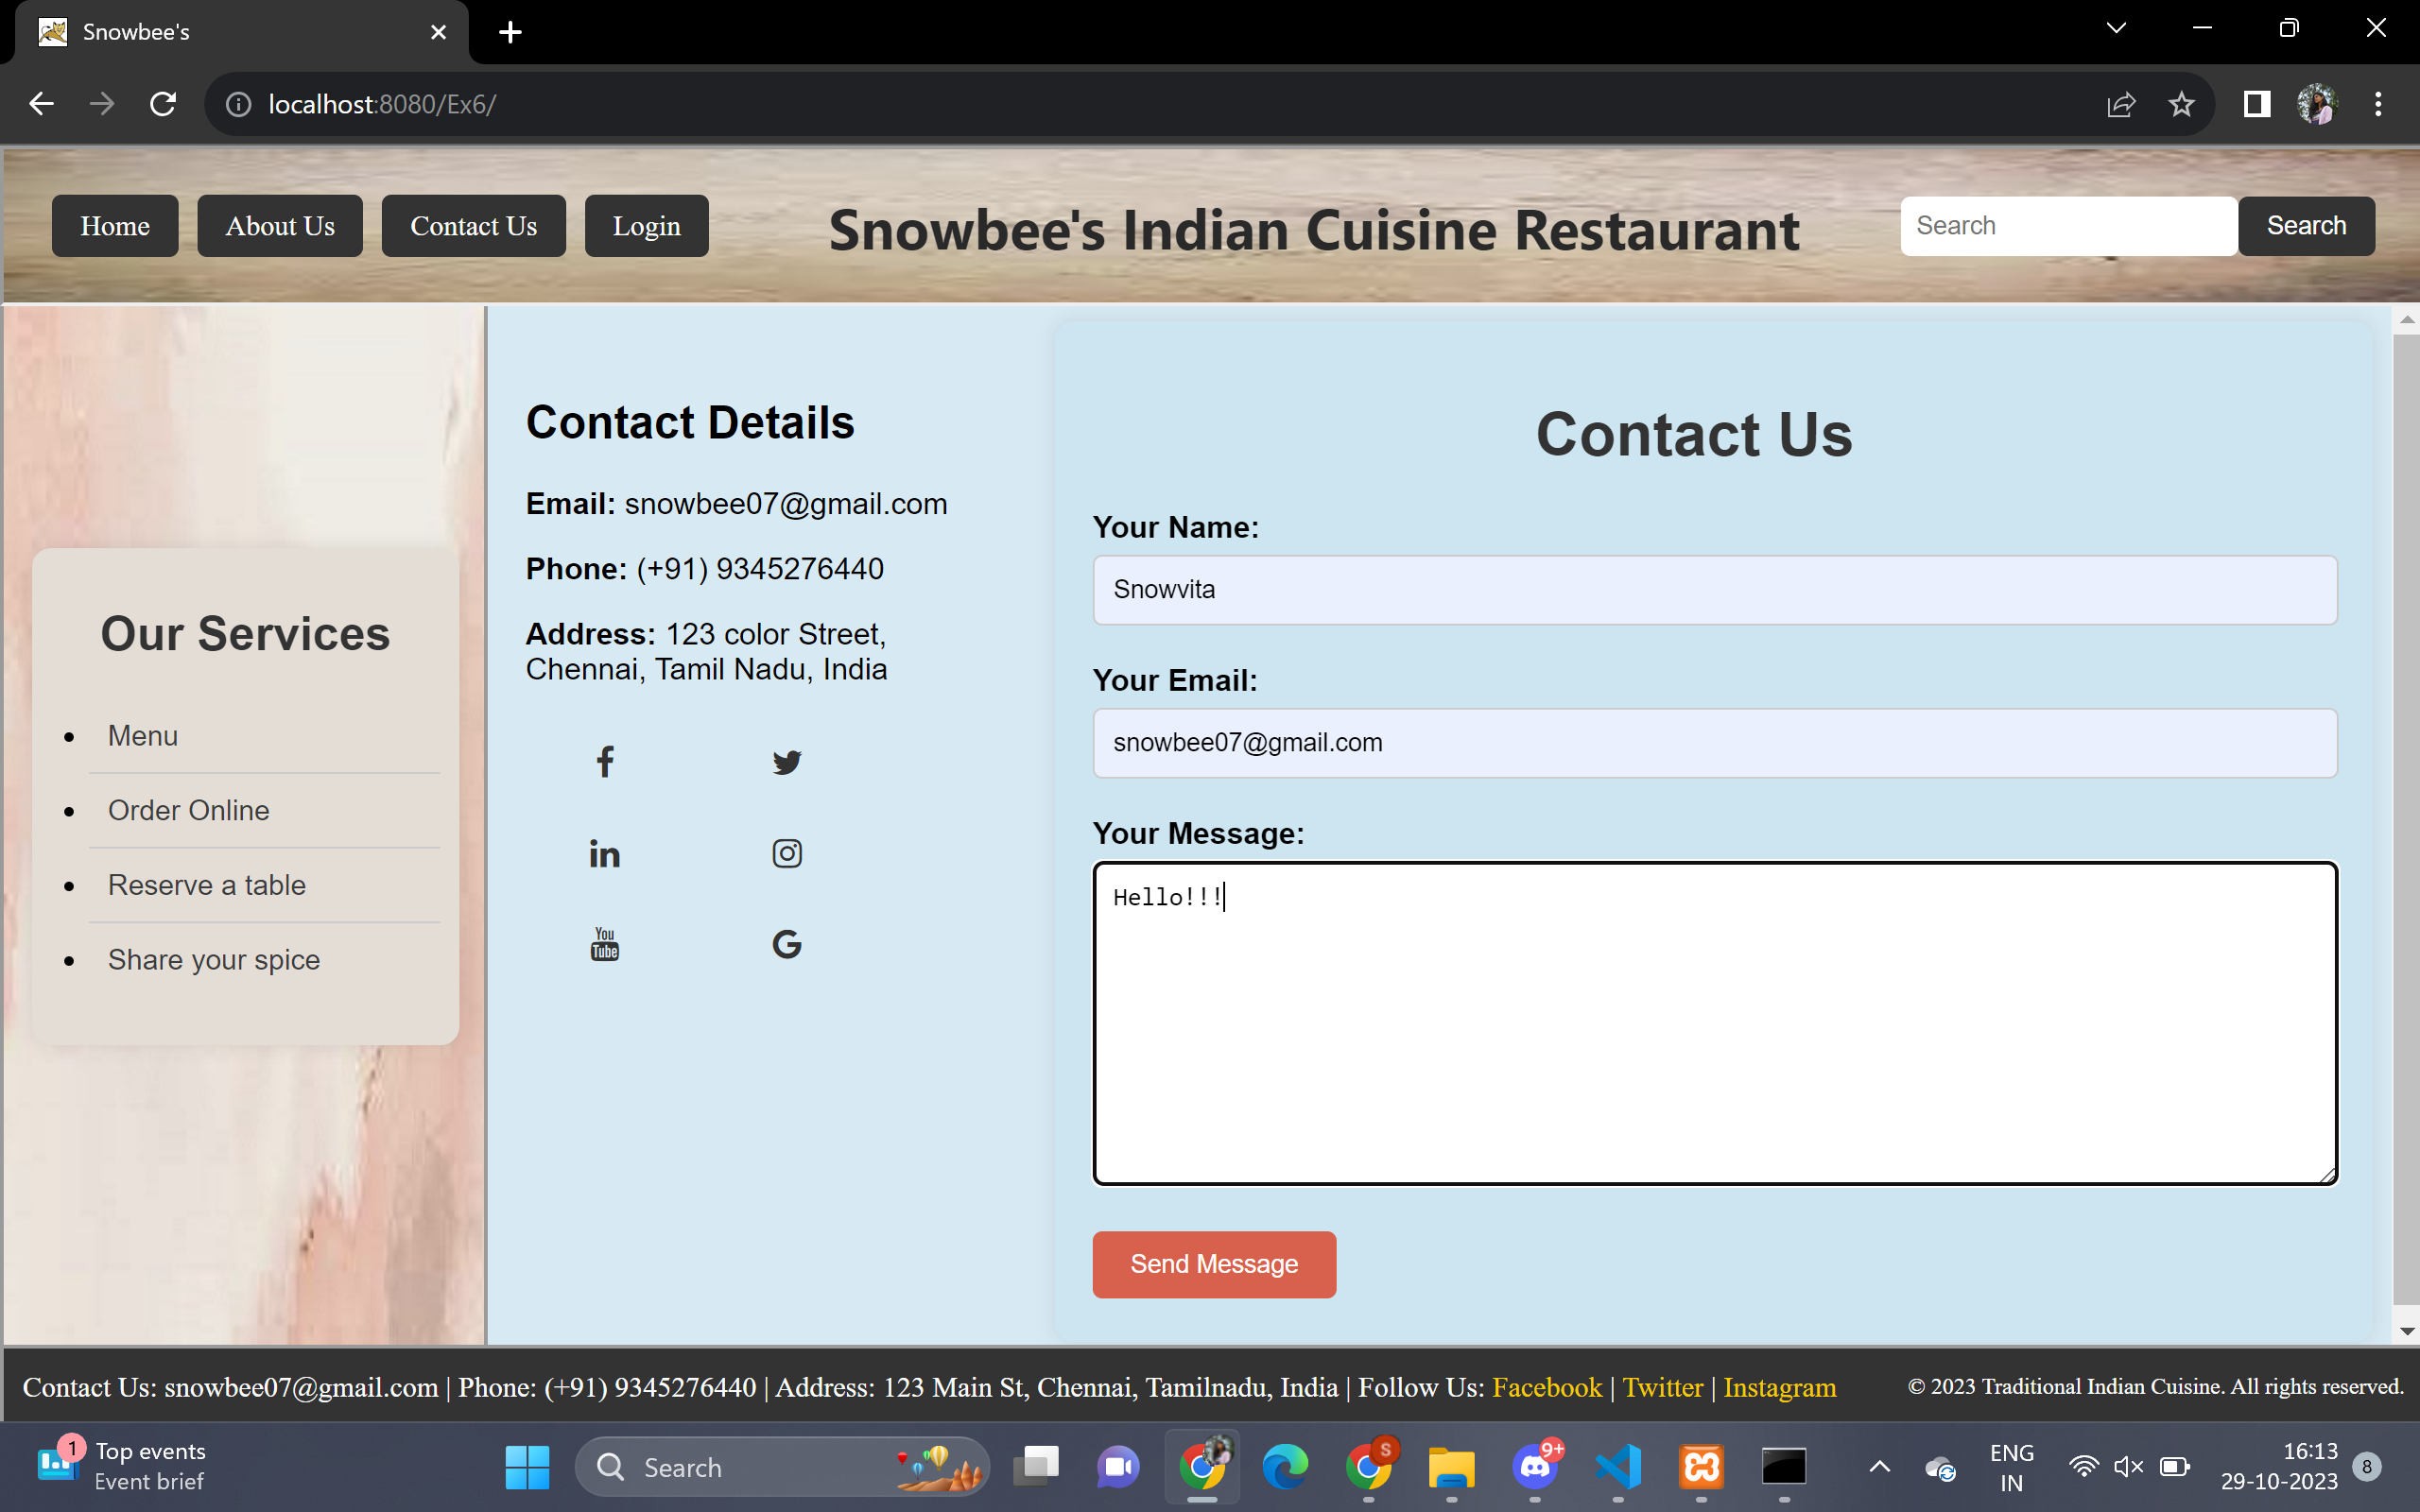 Snowbee's
localhost:8080/Ex6/
Home
About Us
Contact Us
Login
Snowbee's Indian Cuisine Restaurant
Search
Search
Our Services
Menu
Order Online
Reserve a table
Share your spice
Contact Details
Email: snowbee07@gmail.com
Phone: (+91) 9345276440
Address: 123 color Street,
Chennai, Tamil Nadu, India
You
Tube
Contact Us
Your Name:
Snowvita
Your Email:
snowbee07@gmail.com
Your Message:
Hello!!!
Send Message
Contact Us: snowbee07@gmail.com | Phone: (+91) 9345276440 | Address: 123 Main St, Chennai, Tamilnadu, India | Follow Us: Facebook | Twitter | Instagram
© 2023 Traditional Indian Cuisine. All rights reserved.
1
Top events
Event brief
Search
S
9+
ENG
IN
16:13
29-10-2023
8